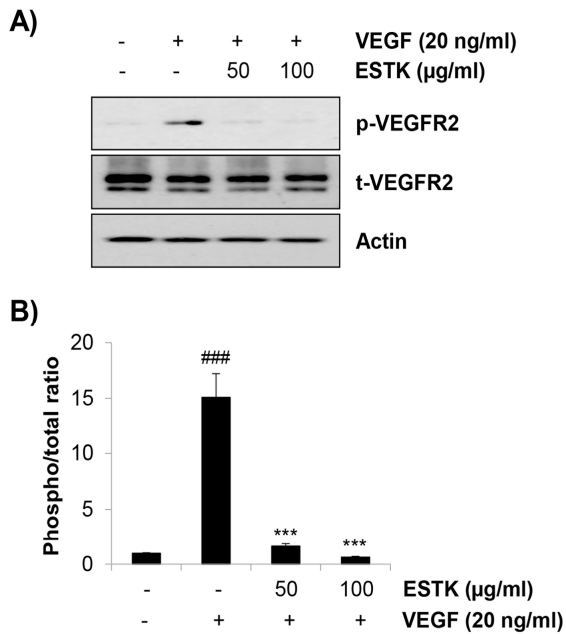 A)
- + + + VEGF (20 ng/ml)
- - 50 100 ESTK (µg/ml)
p-VEGFR2
t-VEGFR2
Actin
B)
Phospho/total ratio
20
15
10
5
0
###
***
***
- - 50 100 ESTK (µg/ml)
- + + + VEGF (20 ng/ml)